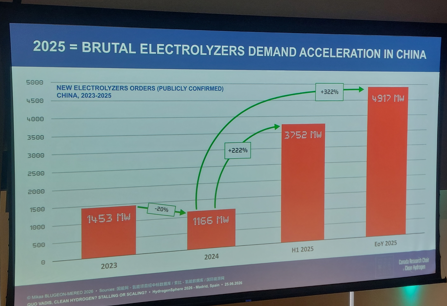 2025 = BRUTAL ELECTROLYZERS DEMAND ACCELERATION IN CHINA
NEW ELECTROLYZERS ORDERS (PUBLICLY CONFIRMED)
CHINA, 2023-2025
5000
4500
4000
3500
3000
2500
2000
1500
1000
500
0
1453 MW
-20%
1166 MW
+222%
3752 MW
+322%
4917 MW
2023
2024
H1 2025
EoY 2025